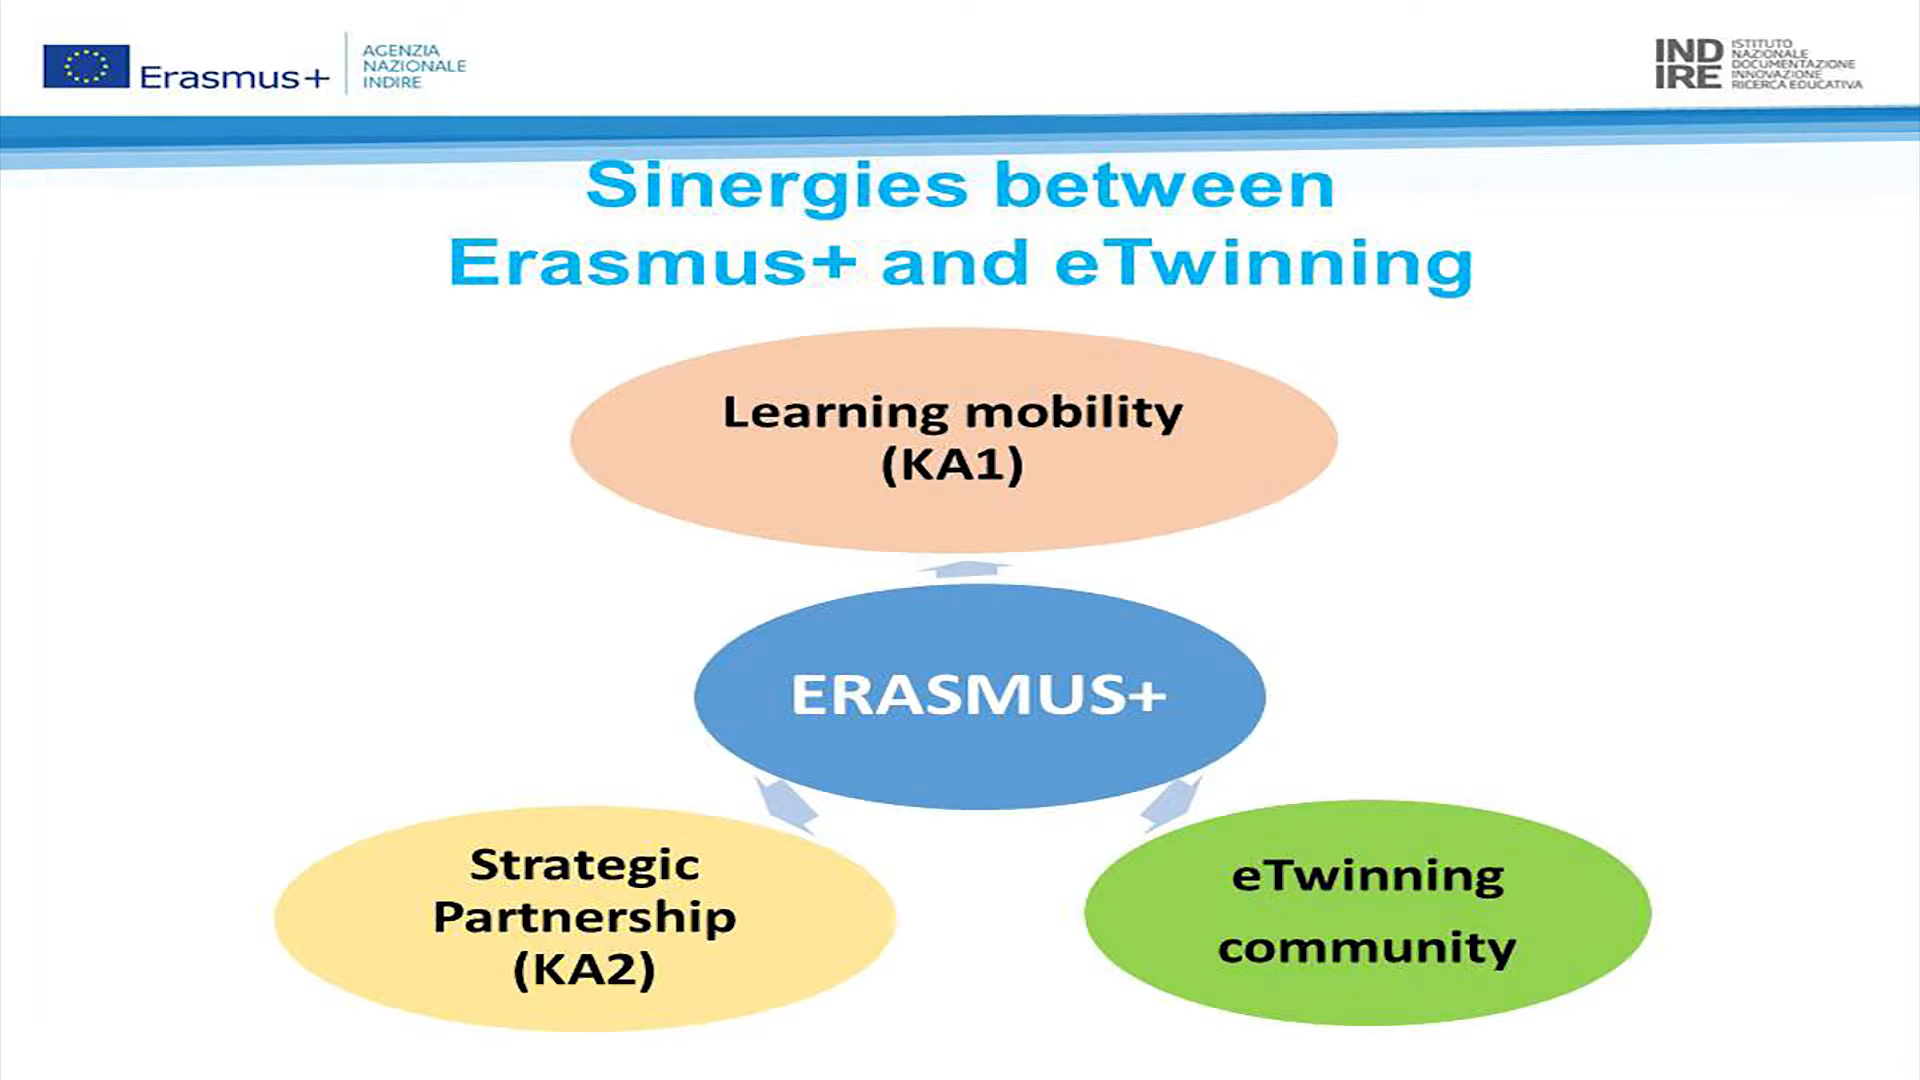 Erasmus+
AGENZIA
NAZIONALE
INDIRE
IND
IRE
ISTITUTO
NAZIONALE
DOCUMENTAZIONE
INNOVAZIONE
RICERCA EDUCATIVA
Sinergies between
Erasmus+ and eTwinning
Learning mobility
(KA1)
ERASMUS+
Strategic
Partnership
(KA2)
eTwinning
community